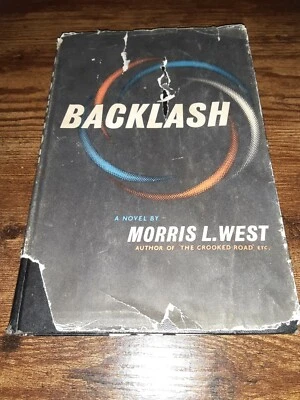 BACKLASH
A NOVEL BY
MORRIS L. WEST
AUTHOR OF 'THE CROOKED ROAD' ETC.